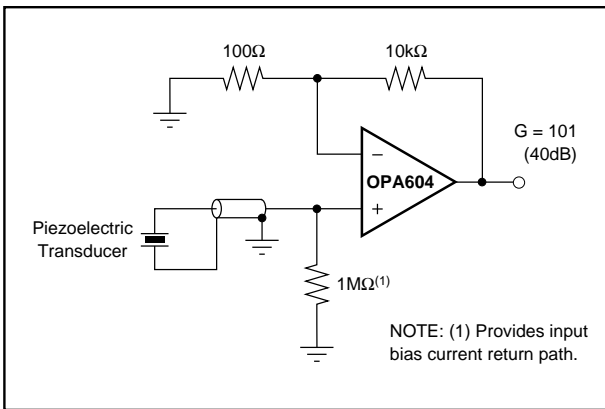 100Ω
10kΩ
G = 101
(40dB)
–
OPA604
+
Piezoelectric
Transducer
1MΩ(1)
NOTE: (1) Provides input
bias current return path.